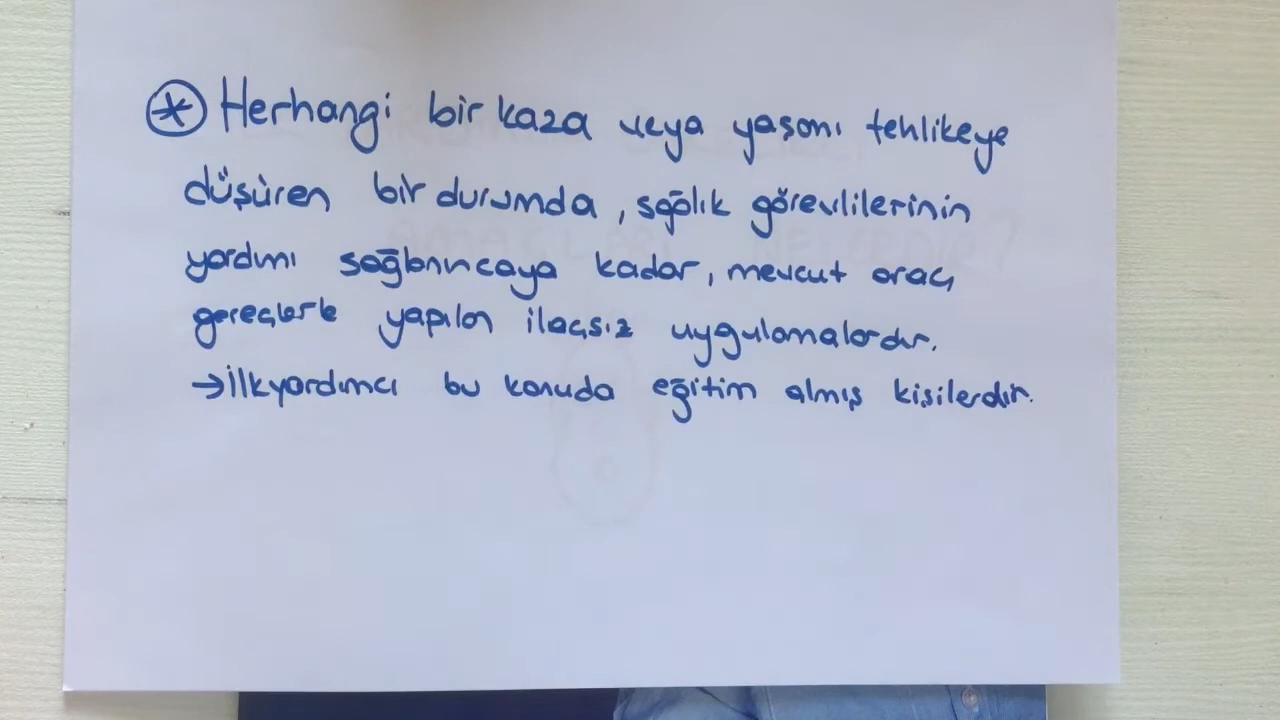 * Herhangi bir kaza veya yaşamı tehlikeye
düşüren bir durumda, sağlık görevlilerinin
yardımı sağlanıncaya kadar, mevcut araç
gereçlerle yapılan ilaçsız uygulamalardır.
→ İlkyardımcı bu konuda eğitim almış kişilerdir.